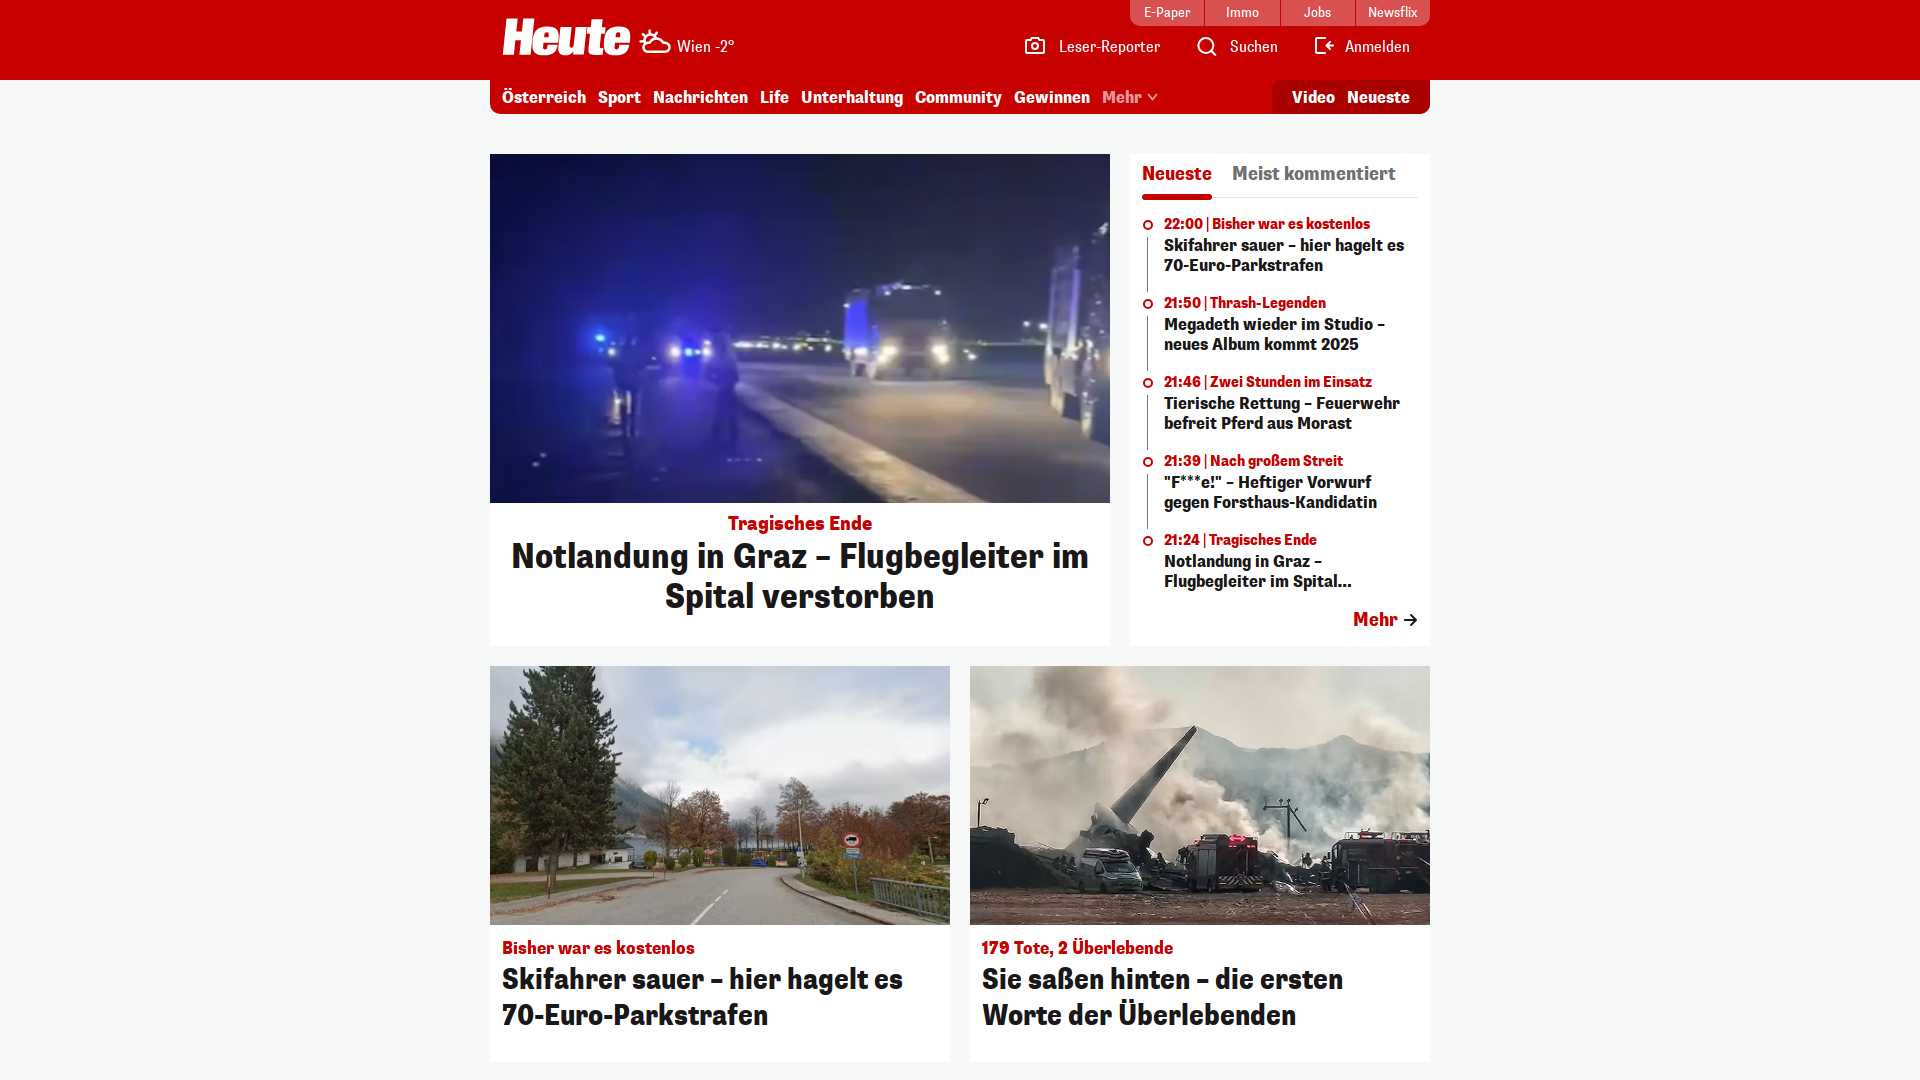 E-Paper
Immo
Jobs
Newsflix
Heute
Wien -2°
Leser-Reporter
Suchen
Anmelden
Österreich
Sport
Nachrichten
Life
Unterhaltung
Community
Gewinnen
Mehr
Video
Neueste
Tragisches Ende
Notlandung in Graz – Flugbegleiter im
Spital verstorben
Neueste
Meist kommentiert
22:00 | Bisher war es kostenlos
Skifahrer sauer – hier hagelt es
70-Euro-Parkstrafen
21:50 | Thrash-Legenden
Megadeth wieder im Studio –
neues Album kommt 2025
21:46 | Zwei Stunden im Einsatz
Tierische Rettung – Feuerwehr
befreit Pferd aus Morast
21:39 | Nach großem Streit
"F***e!" – Heftiger Vorwurf
gegen Forsthaus-Kandidatin
21:24 | Tragisches Ende
Notlandung in Graz –
Flugbegleiter im Spital...
Mehr
Bisher war es kostenlos
Skifahrer sauer – hier hagelt es
70-Euro-Parkstrafen
179 Tote, 2 Überlebende
Sie saßen hinten – die ersten
Worte der Überlebenden